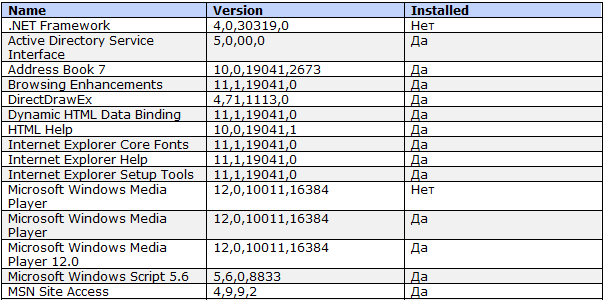 Name Version Installed
.NET Framework 4,0,30319,0 Нет
Active Directory Service 5,0,00,0 Да
Interface
Address Book 7 10,0,19041,2673 Да
Browsing Enhancements 11,1,19041,0 Да
DirectDrawEx 4,71,1113,0 Да
Dynamic HTML Data Binding 11,1,19041,0 Да
HTML Help 10,0,19041,1 Да
Internet Explorer Core Fonts 11,1,19041,0 Да
Internet Explorer Help 11,1,19041,0 Да
Internet Explorer Setup Tools 11,1,19041,0 Да
Microsoft Windows Media 12,0,10011,16384 Нет
Player
Microsoft Windows Media 12,0,10011,16384 Да
Player
Microsoft Windows Media 12,0,10011,16384 Да
Player 12.0
Microsoft Windows Script 5.6 5,6,0,8833 Да
MSN Site Access 4,9,9,2 Да